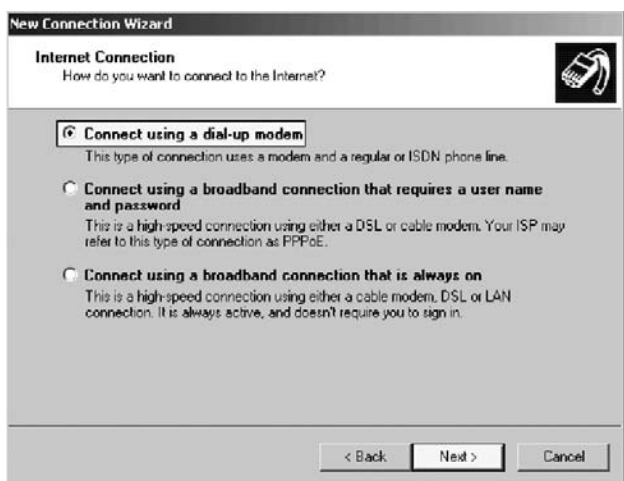 New Connection Wizard
Internet Connection
How do you want to connect to the Internet?
Connect using a dial-up modem
This type of connection uses a modem and a regular or ISDN phone line.
Connect using a broadband connection that requires a user name
and password
This is a high-speed connection using either a DSL or cable modem. Your ISP may
refer to this type of connection as PPPoE.
Connect using a broadband connection that is always on
This is a high-speed connection using either a cable modem, DSL or LAN
connection. It is always active, and doesn't require you to sign in.
< Back Next > Cancel